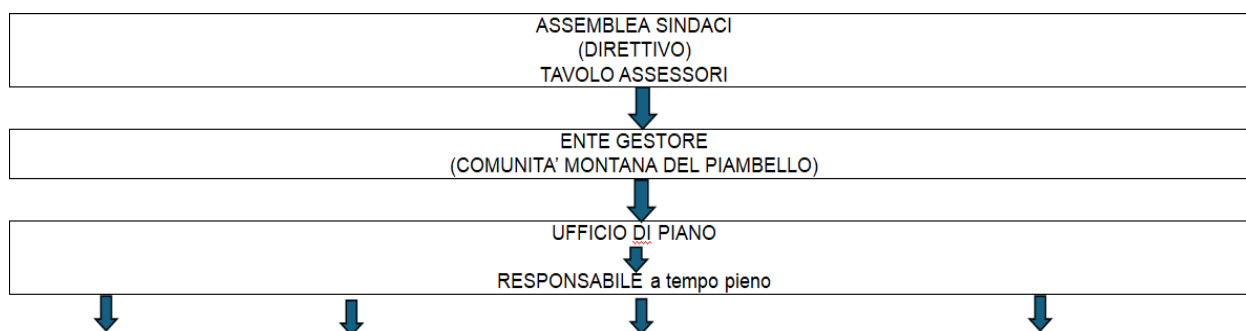 ASSEMBLEA SINDACI
(DIRETTIVO)
TAVOLO ASSESSORI
ENTE GESTORE
(COMUNITA’ MONTANA DEL PIAMBELLO)
UFFICIO DI PIANO
RESPONSABILE a tempo pieno